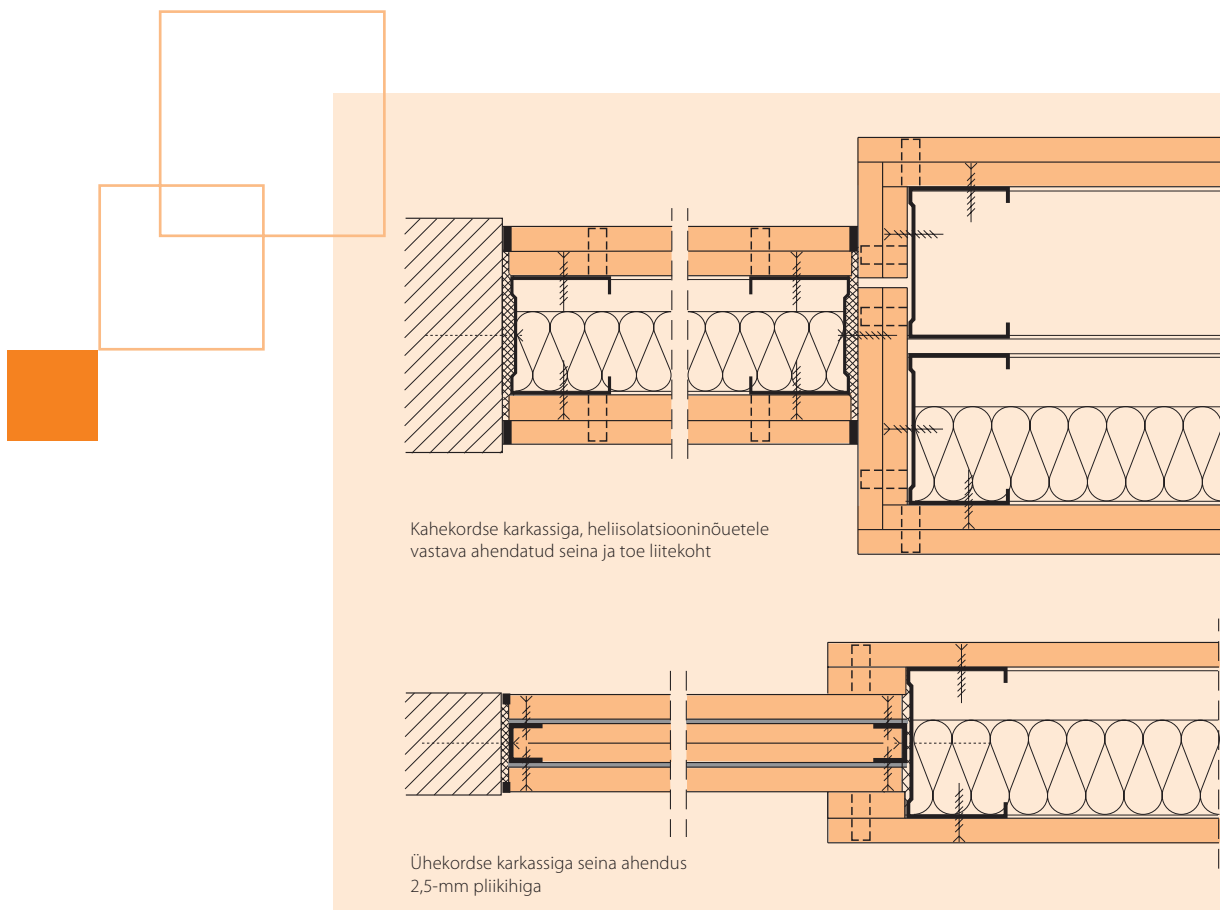 Kahekordse karkassiga, heliisolatsiooninõuetele
vastava ahendatud seina ja toe liitekoht
Ühekordse karkassiga seina ahendus
2,5-mm pliikihiga